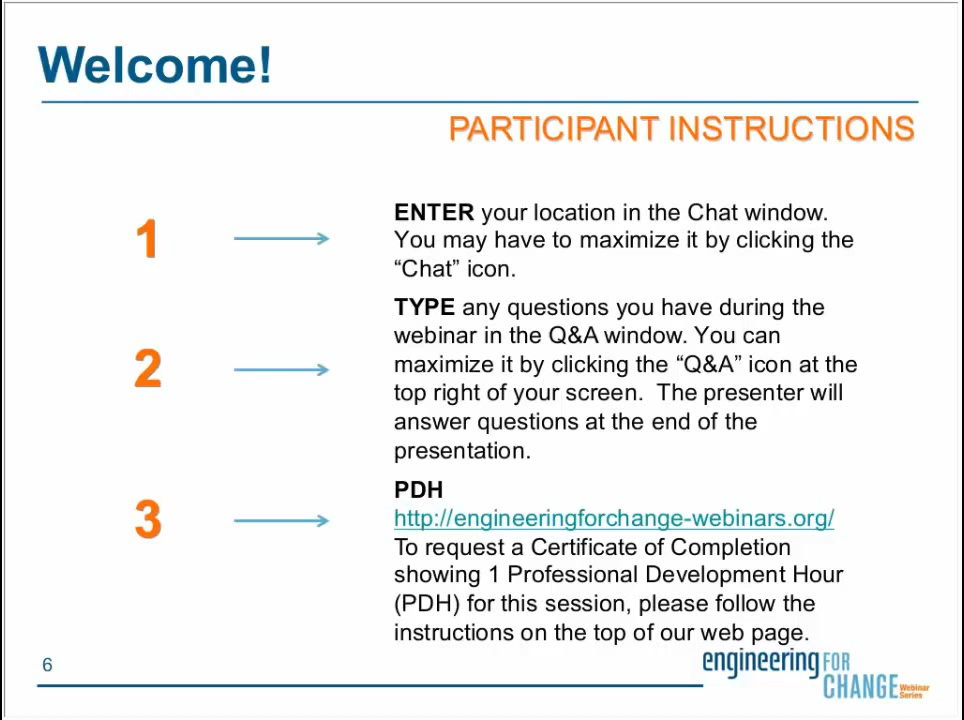 Welcome!
PARTICIPANT INSTRUCTIONS
1
ENTER your location in the Chat window.
You may have to maximize it by clicking the
“Chat” icon.
2
TYPE any questions you have during the
webinar in the Q&A window. You can
maximize it by clicking the “Q&A” icon at the
top right of your screen.  The presenter will
answer questions at the end of the
presentation.
3
PDH
http://engineeringforchange-webinars.org/
To request a Certificate of Completion
showing 1 Professional Development Hour
(PDH) for this session, please follow the
instructions on the top of our web page.
6
engineering FOR
CHANGE Webinar
Series